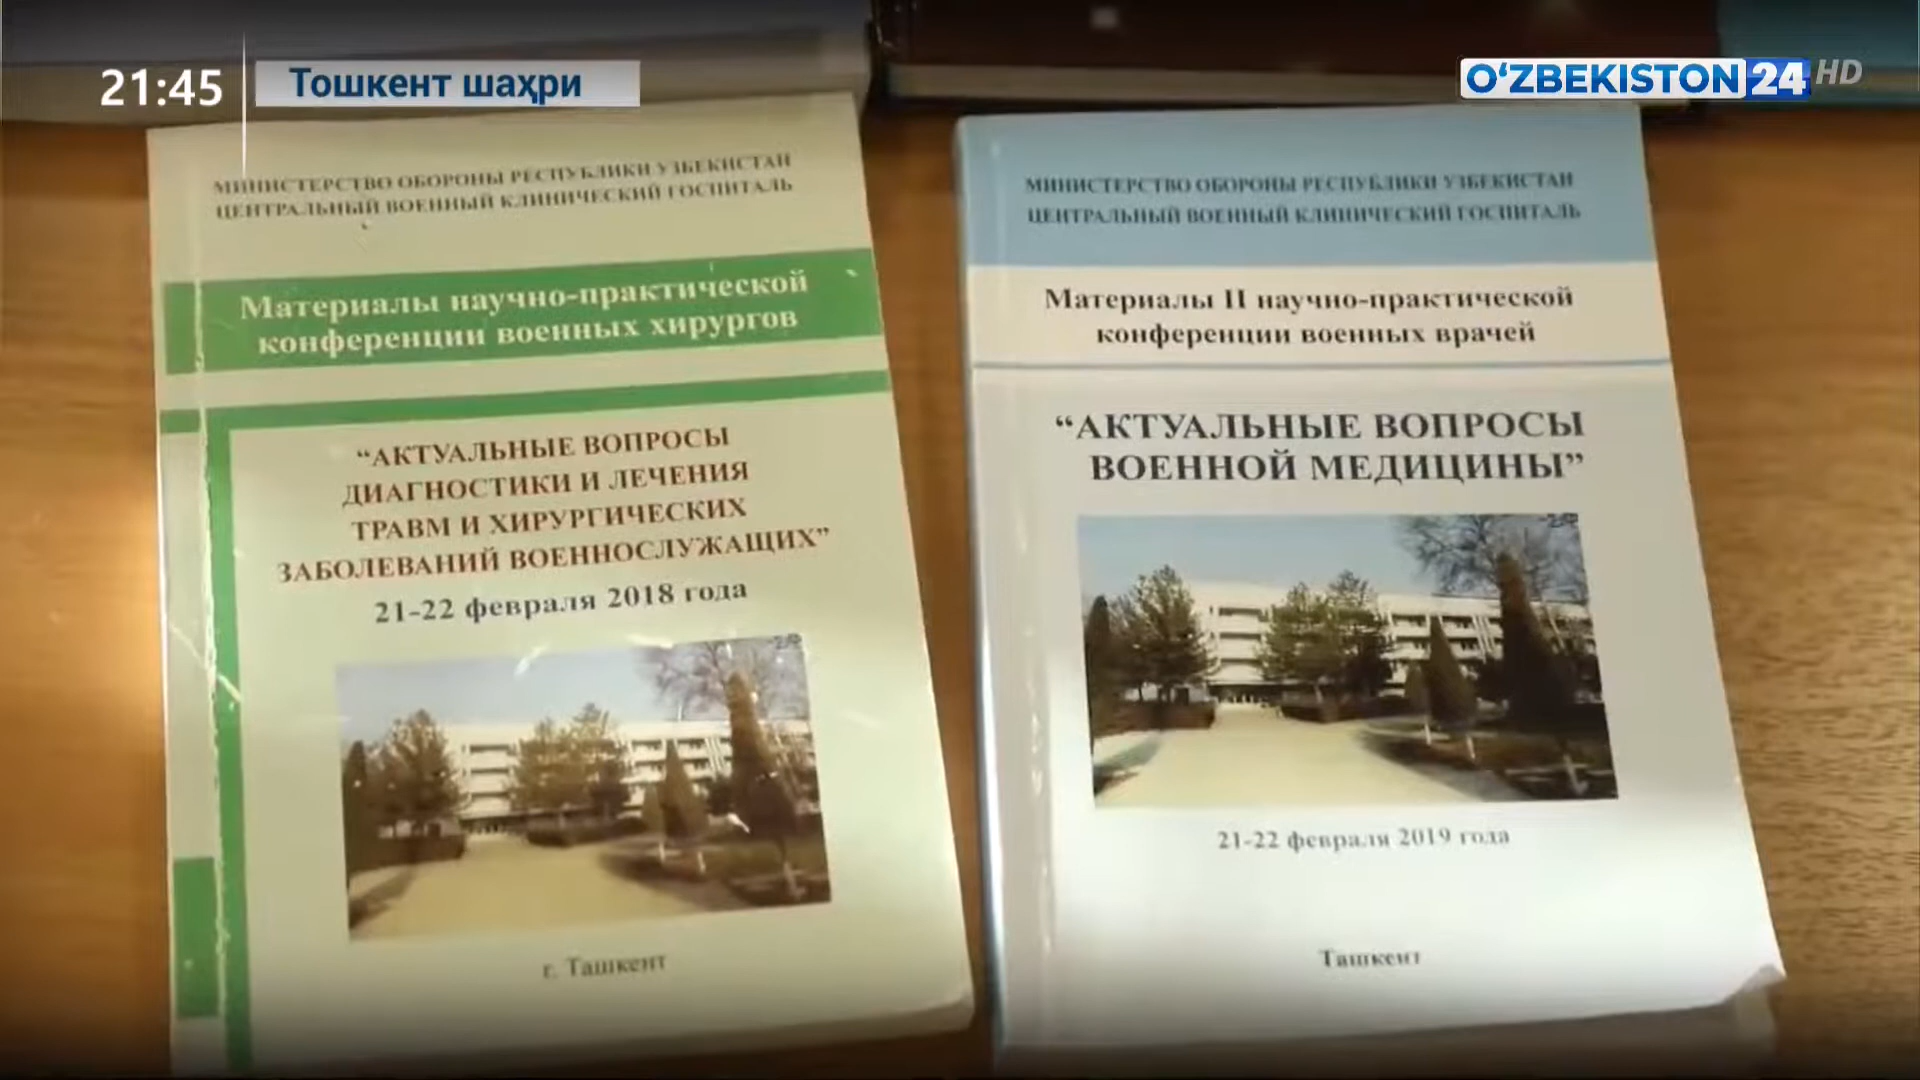 21:45
Тошкент шаҳри
O‘ZBEKISTON 24 HD
МИНИСТЕРСТВО ОБОРОНЫ РЕСПУБЛИКИ УЗБЕКИСТАН
ЦЕНТРАЛЬНЫЙ ВОЕННЫЙ КЛИНИЧЕСКИЙ ГОСПИТАЛЬ
Материалы научно-практической
конференции военных хирургов
“АКТУАЛЬНЫЕ ВОПРОСЫ
ДИАГНОСТИКИ И ЛЕЧЕНИЯ
ТРАВМ И ХИРУРГИЧЕСКИХ
ЗАБОЛЕВАНИЙ ВОЕННОСЛУЖАЩИХ”
21-22 февраля 2018 года
г. Ташкент
МИНИСТЕРСТВО ОБОРОНЫ РЕСПУБЛИКИ УЗБЕКИСТАН
ЦЕНТРАЛЬНЫЙ ВОЕННЫЙ КЛИНИЧЕСКИЙ ГОСПИТАЛЬ
Материалы II научно-практической
конференции военных врачей
“АКТУАЛЬНЫЕ ВОПРОСЫ
ВОЕННОЙ МЕДИЦИНЫ”
21-22 февраля 2019 года
Ташкент